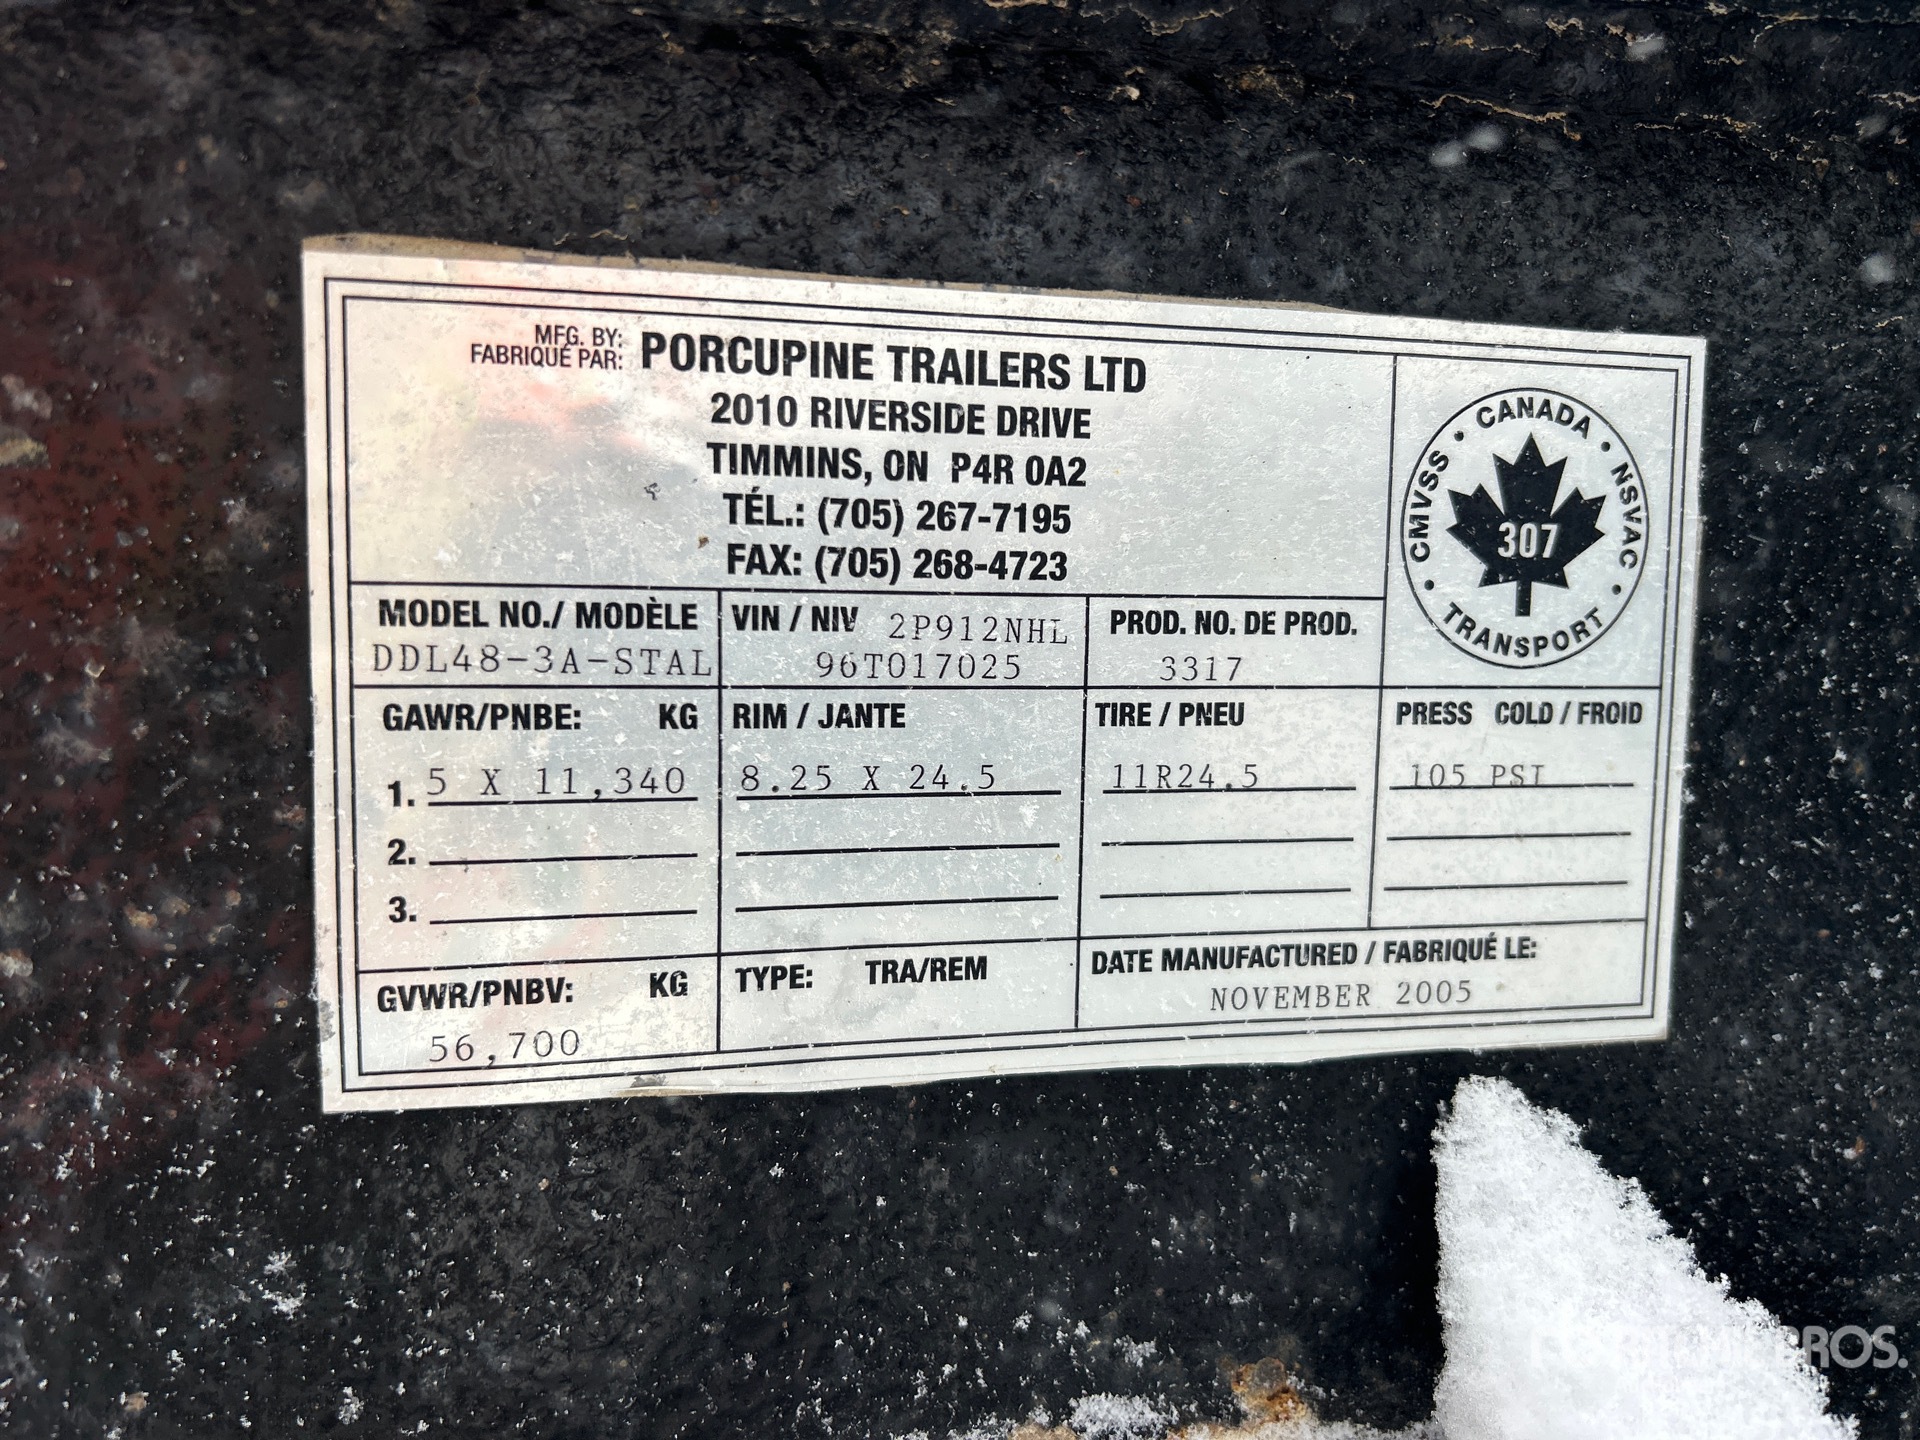 MFG. BY:
FABRIQUÉ PAR:
PORCUPINE TRAILERS LTD
2010 RIVERSIDE DRIVE
TIMMINS, ON P4R 0A2
TÉL.: (705) 267-7195
FAX: (705) 268-4723
CMVSS • CANADA • NSVAC • TRANSPORT •
307
MODEL NO./ MODÈLE
DDL48-3A-STAL
VIN / NIV 2P912NHL
96T017025
PROD. NO. DE PROD.
3317
GAWR/PNBE: KG
RIM / JANTE
TIRE / PNEU
PRESS COLD / FROID
1. 5 X 11,340
8.25 X 24.5
11R24.5
105 PSI
2.
3.
GVWR/PNBV: KG
56,700
TYPE: TRA/REM
DATE MANUFACTURED / FABRIQUÉ LE:
NOVEMBER 2005
BROS.